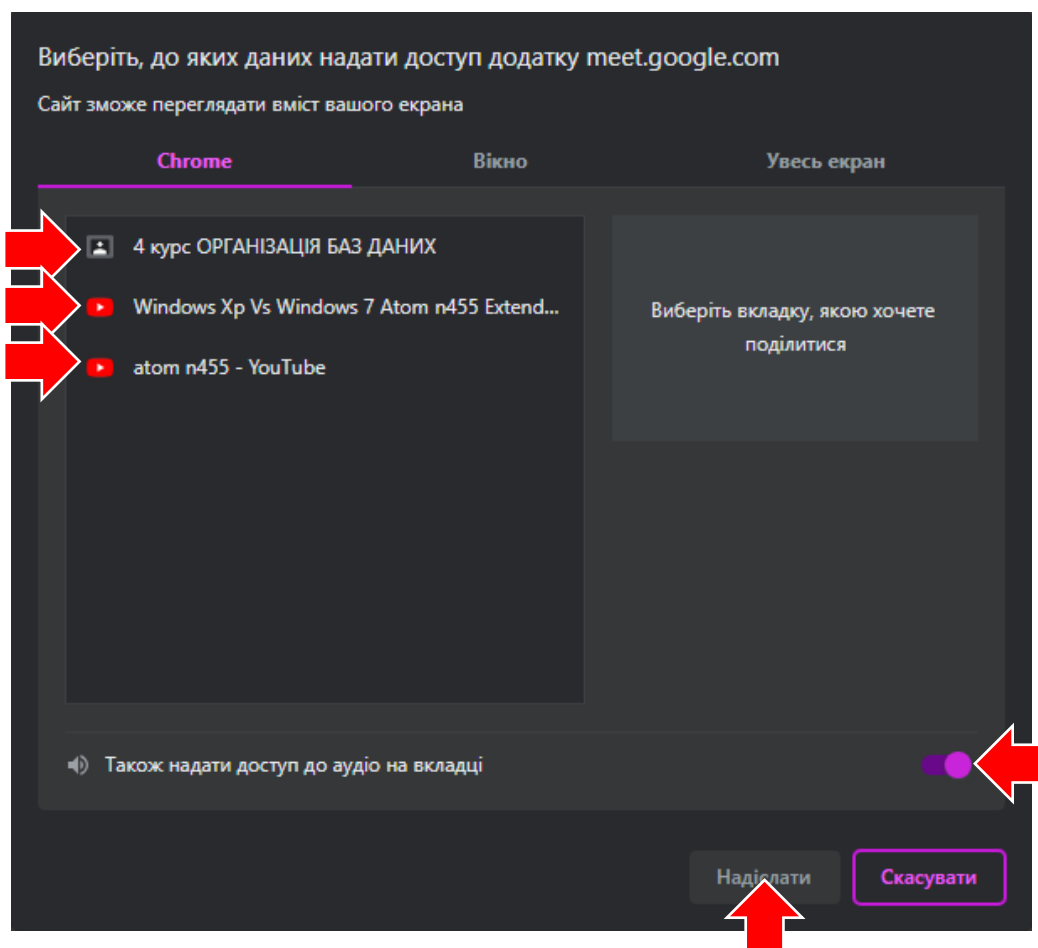 Виберіть, до яких даних надати доступ додатку meet.google.com
Сайт зможе переглядати вміст вашого екрана
Chrome
Вікно
Увесь екран
4 курс ОРГАНІЗАЦІЯ БАЗ ДАНИХ
Windows Xp Vs Windows 7 Atom n455 Extend...
atom n455 - YouTube
Виберіть вкладку, якою хочете
поділитися
Також надати доступ до аудіо на вкладці
Надіслати
Скасувати